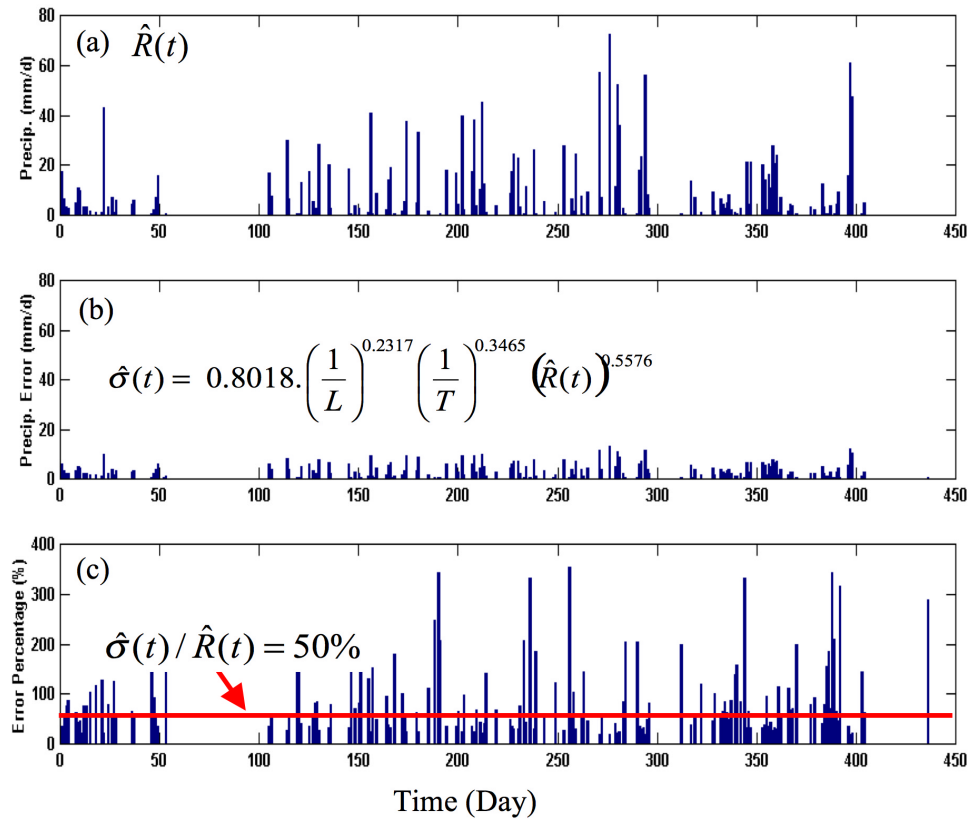 80
60
40
20
0
Precip. (mm/d)
(a) R̂(t)
0 50 100 150 200 250 300 350 400 450
80
60
40
20
0
Precip. Error (mm/d)
(b)
σ̂(t) = 0.8018.(1/L)^0.2317 (1/T)^0.3465 (R̂(t))^0.5576
0 50 100 150 200 250 300 350 400 450
400
300
200
100
0
Error Percentage (%)
(c)
σ̂(t) / R̂(t) = 50%
0 50 100 150 200 250 300 350 400 450
Time (Day)